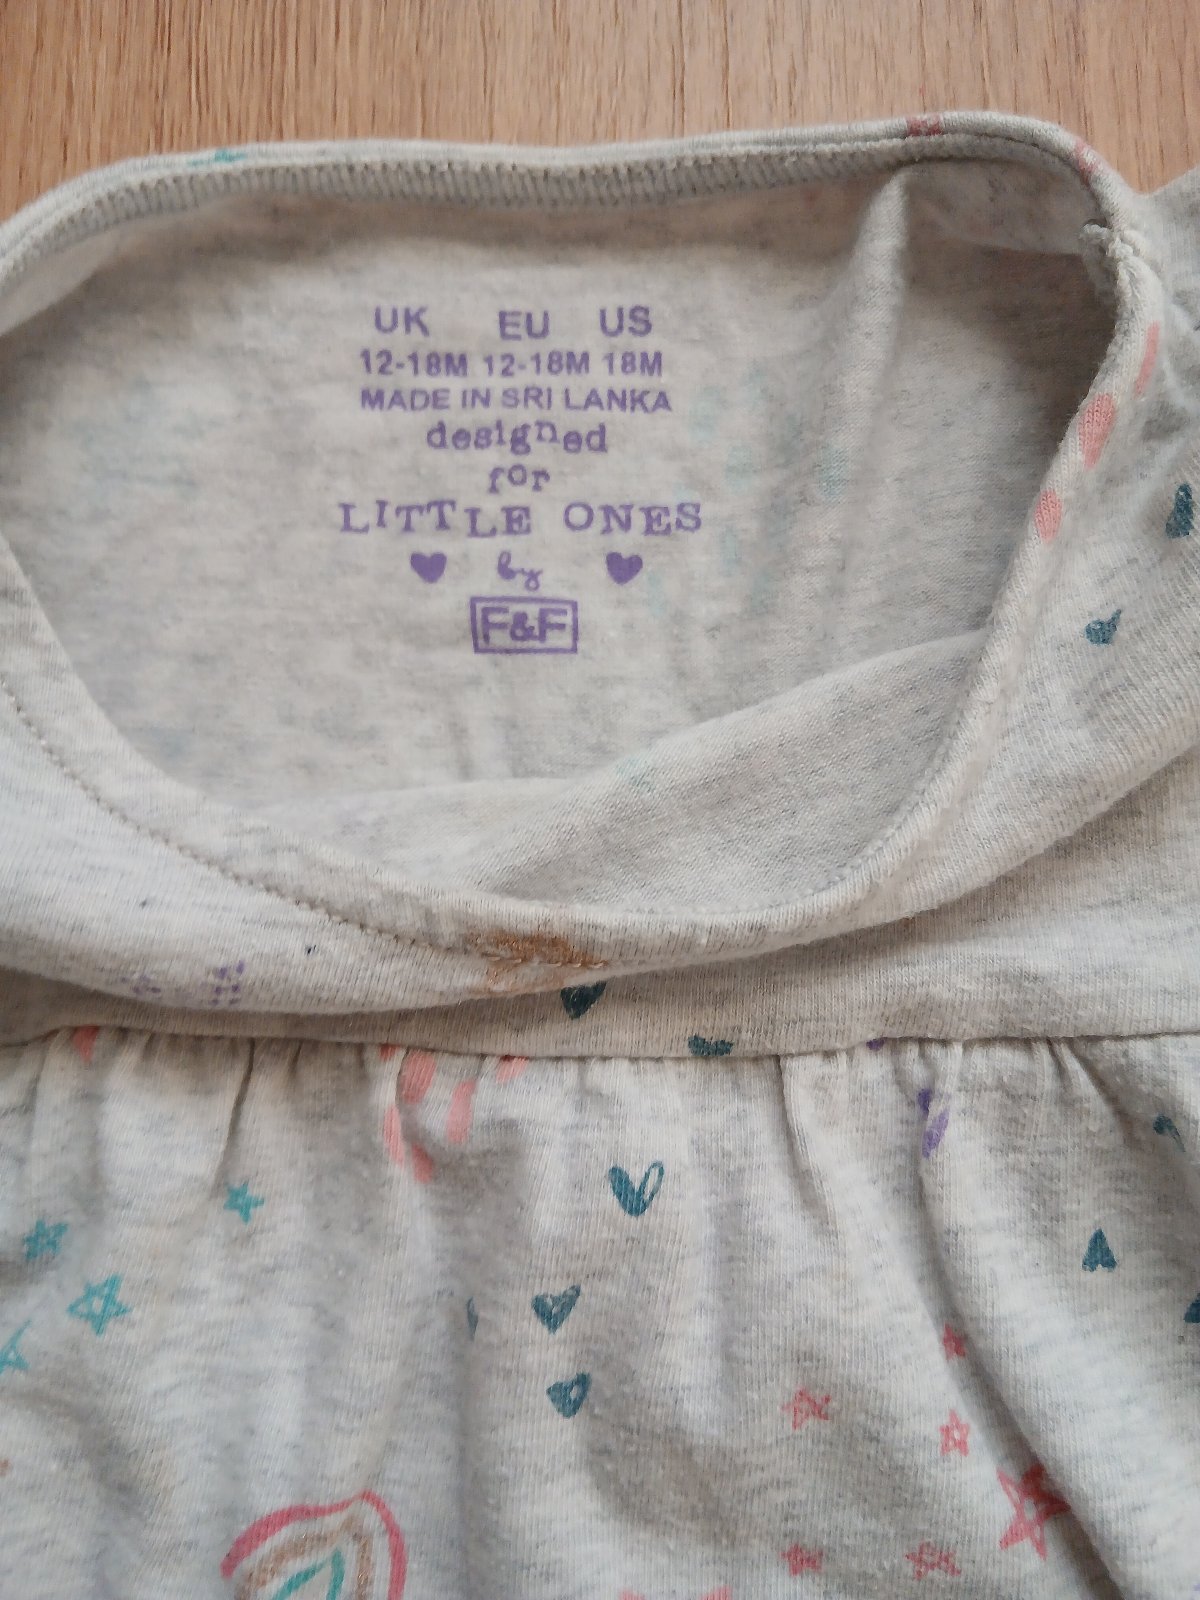 UK EU US
12-18M 12-18M 18M
MADE IN SRI LANKA
designed
for
LITTLE ONES
by
F&F